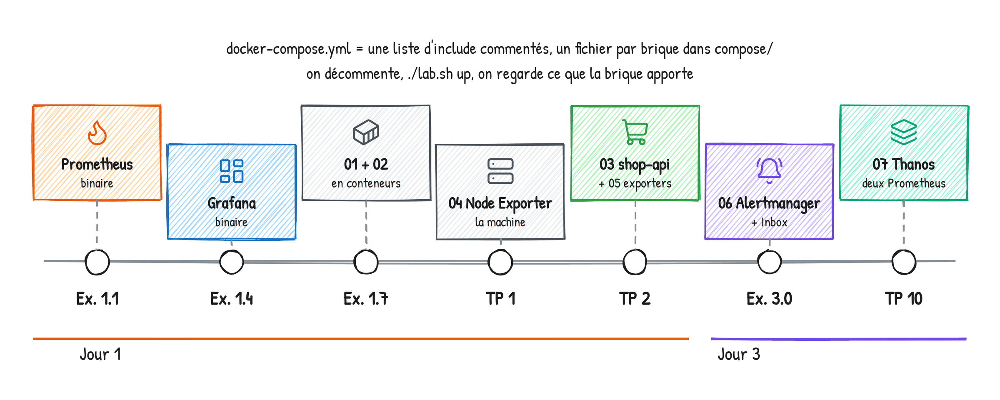 docker-compose.yml = une liste d'include commentés, un fichier par brique dans compose/
on décommente, ./lab.sh up, on regarde ce que la brique apporte
Prometheus
binaire
Grafana
binaire
01 + 02
en conteneurs
04 Node Exporter
la machine
03 shop-api
+ 05 exporters
06 Alertmanager
+ Inbox
07 Thanos
deux Prometheus
Ex. 1.1
Ex. 1.4
Ex. 1.7
TP 1
TP 2
Ex. 3.0
TP 10
Jour 1
Jour 3